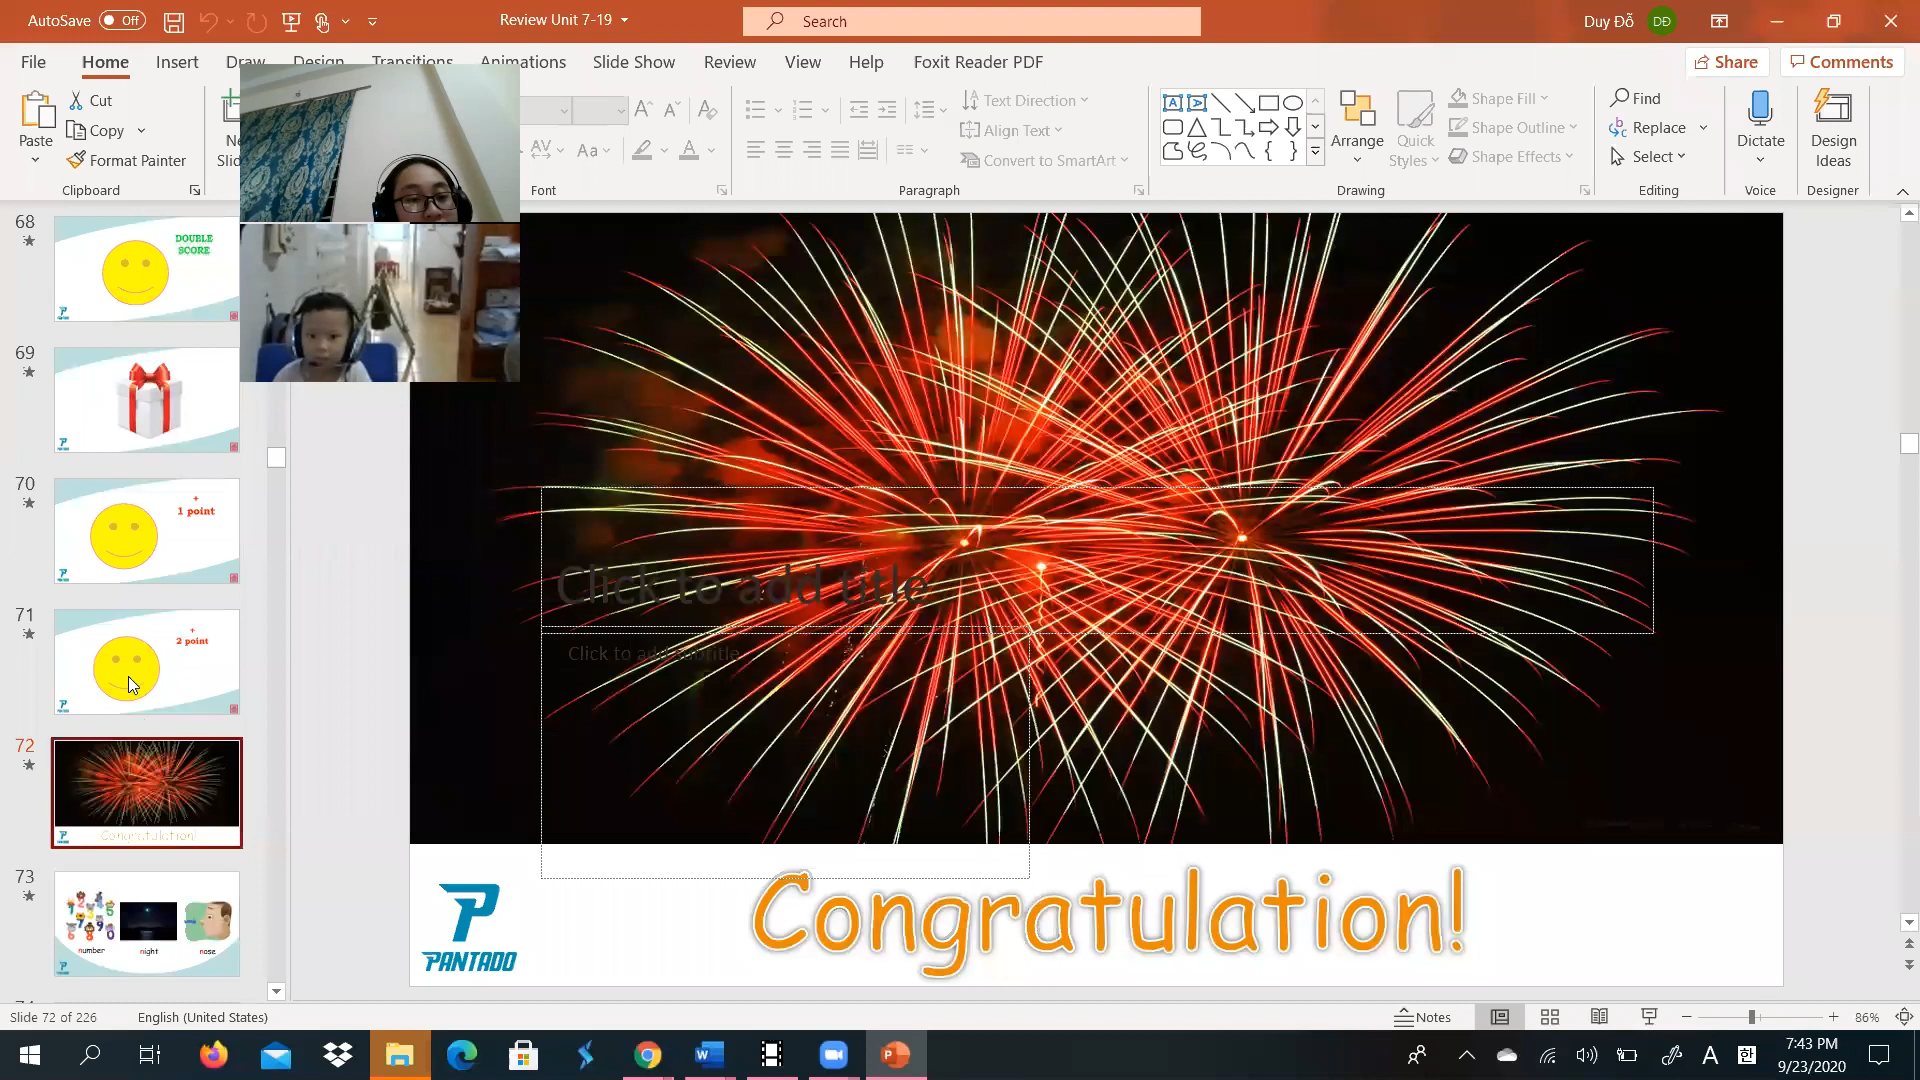 AutoSave Off Review Unit 7-19 Search Duy Đỗ DĐ
File Home Insert Draw Design Transitions Animations Slide Show Review View Help Foxit Reader PDF Share Comments
Paste Cut Copy Format Painter
Clipboard
Font
Aa
Text Direction
Align Text
Convert to SmartArt
Paragraph
Arrange Quick Styles
Shape Fill
Shape Outline
Shape Effects
Drawing
Find
Replace
Select
Editing
Dictate
Voice
Design Ideas
Designer
68
DOUBLE
SCORE
69
70
+
1 point
71
+
2 point
72
Congratulation!
73
number night nose
Click to add title
Click to add subtitle
PANTADO
Congratulation!
Slide 72 of 226 English (United States) Notes 86%
A 한 7:43 PM
9/23/2020